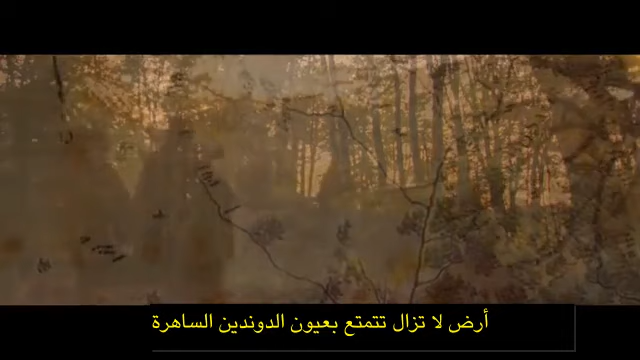 أرض لا تزال تتمتع بعيون الدوندين الساهرة